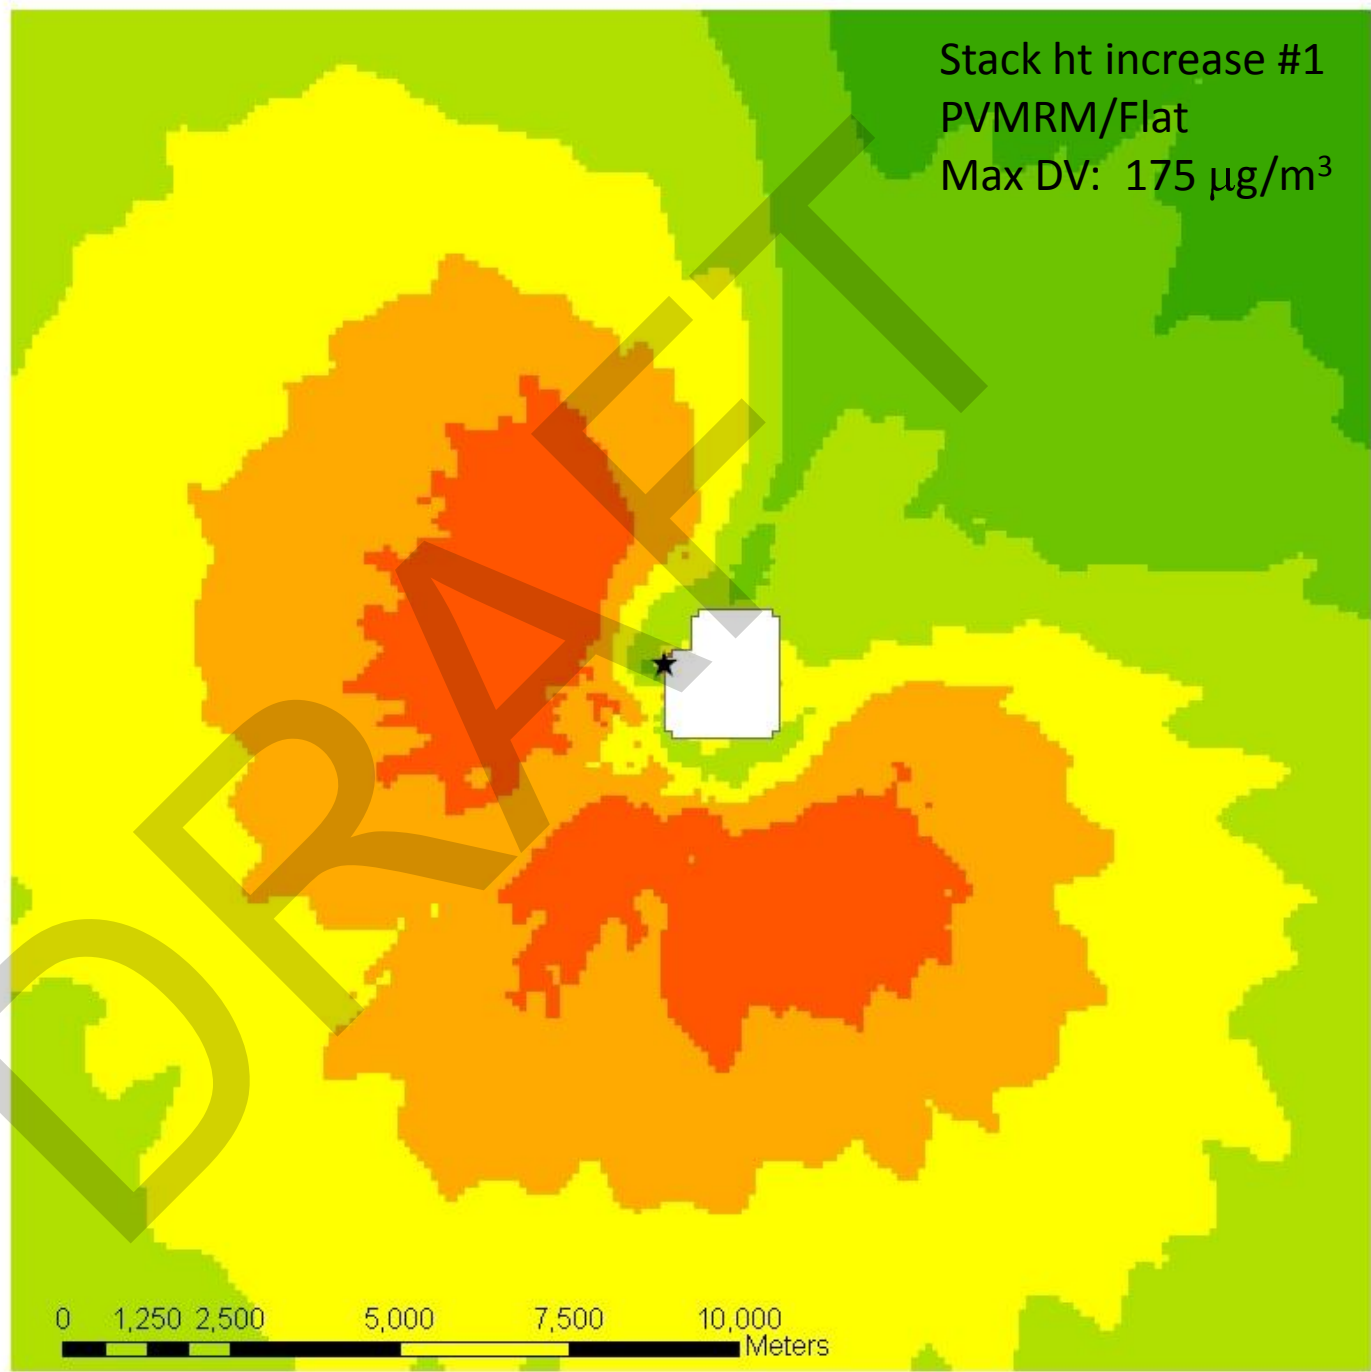 Stack ht increase #1
PVMRM/Flat
Max DV: 175 µg/m³
DRAFT
0 1,250 2,500 5,000 7,500 10,000
Meters